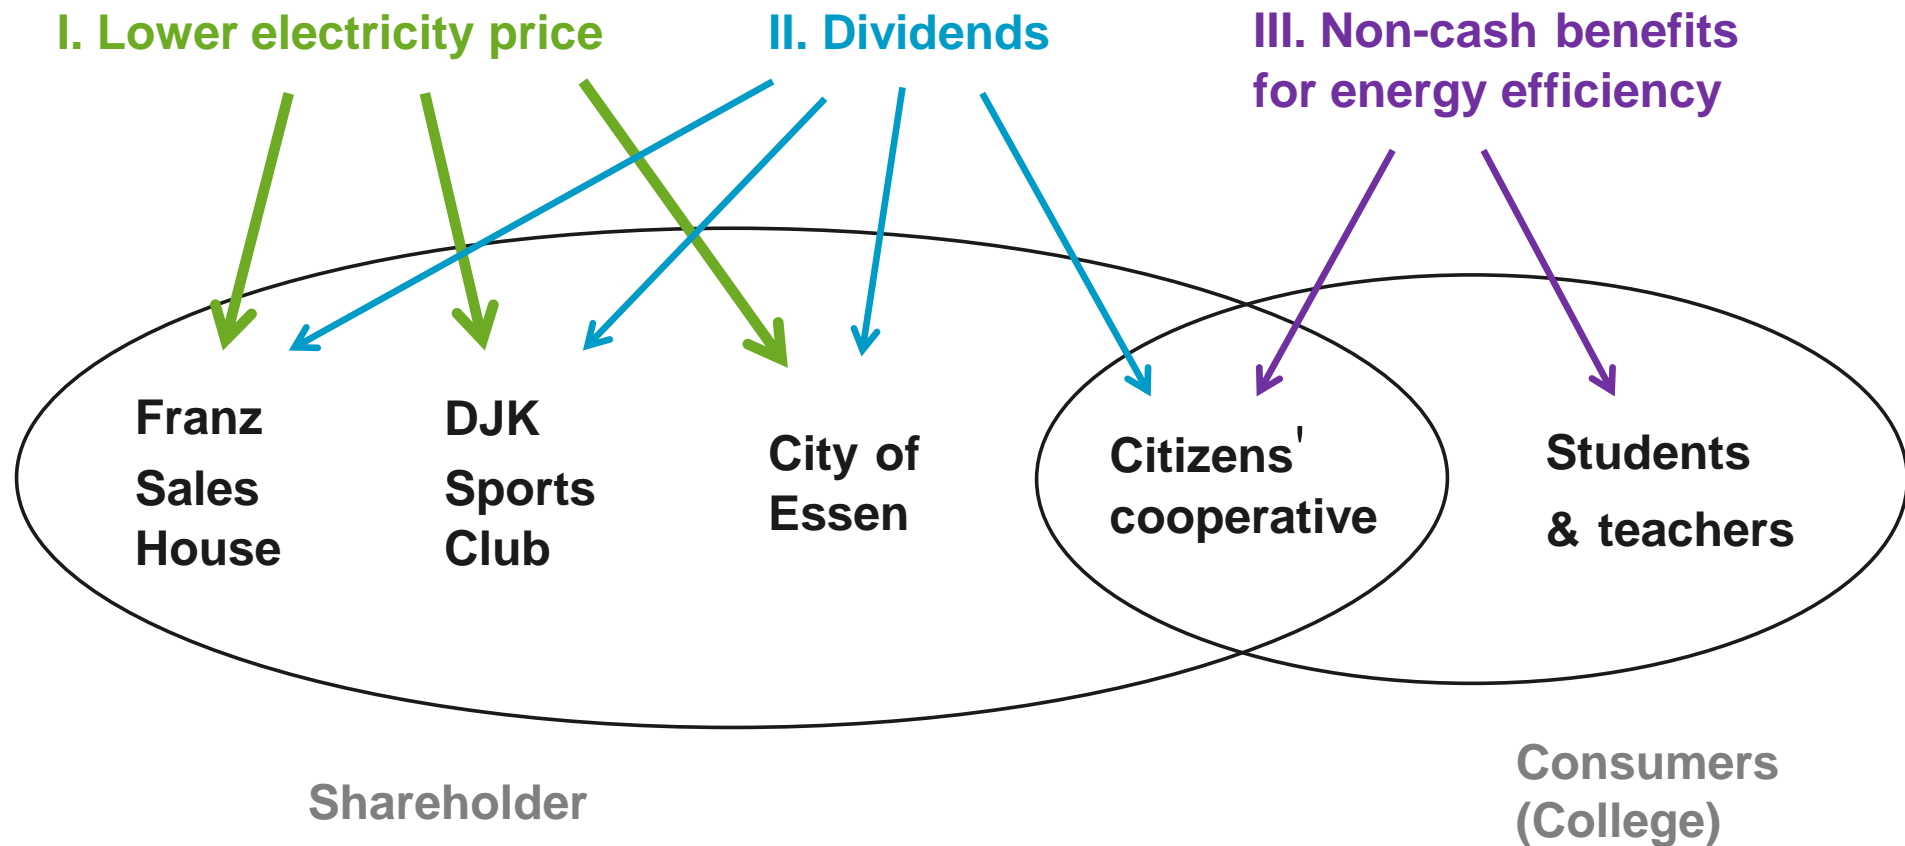 I. Lower electricity price
II. Dividends
III. Non-cash benefits
for energy efficiency
Franz
Sales
House
DJK
Sports
Club
City of
Essen
Citizens'
cooperative
Students
& teachers
Shareholder
Consumers
(College)